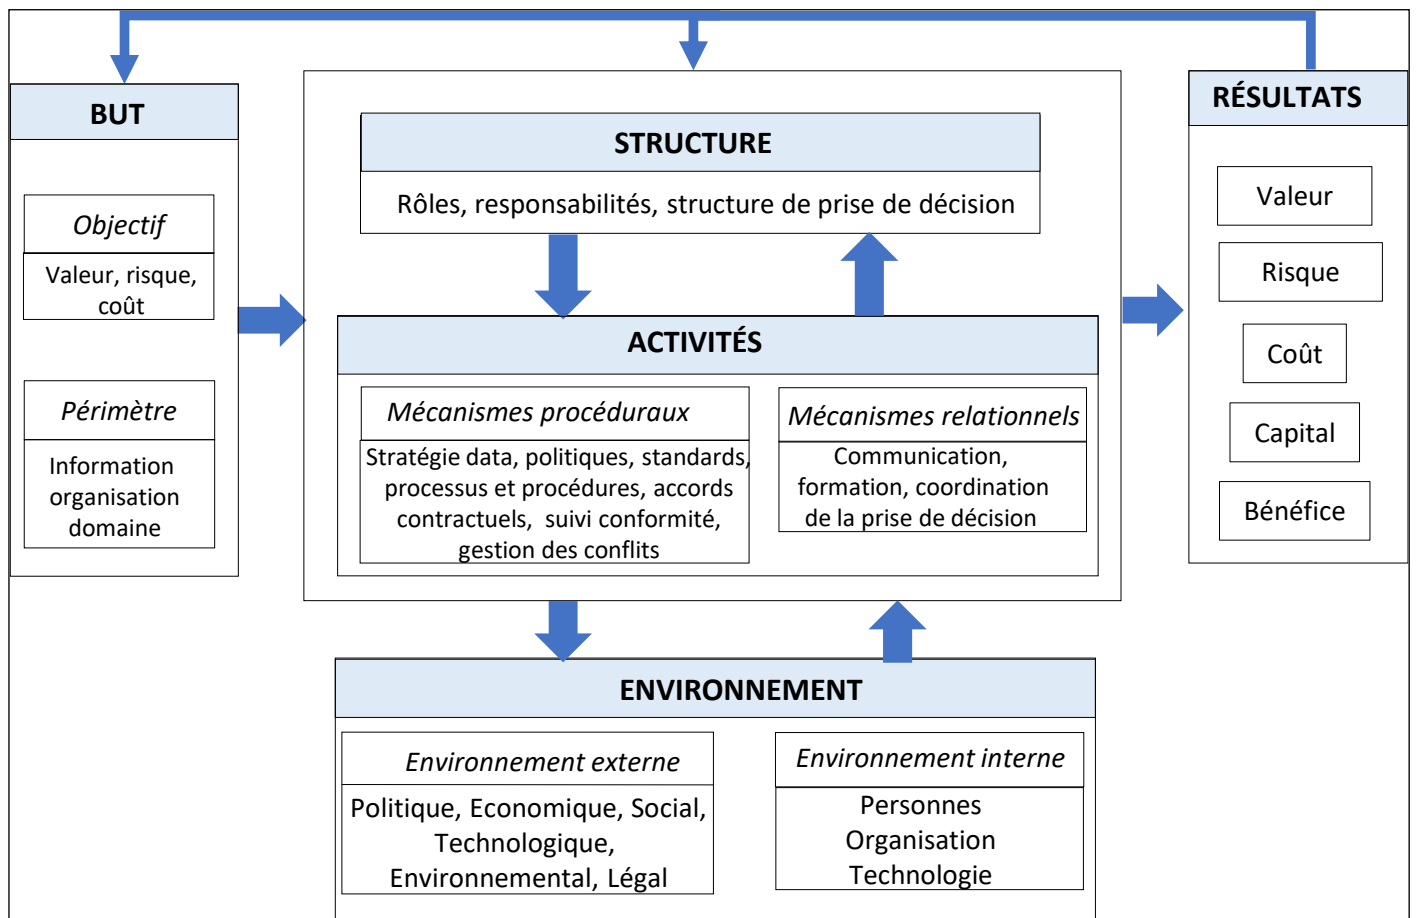 BUT
Objectif
Valeur, risque,
coût
Périmètre
Information
organisation
domaine
STRUCTURE
Rôles, responsabilités, structure de prise de décision
ACTIVITÉS
Mécanismes procéduraux
Stratégie data, politiques, standards,
processus et procédures, accords
contractuels, suivi conformité,
gestion des conflits
Mécanismes relationnels
Communication,
formation, coordination
de la prise de décision
ENVIRONNEMENT
Environnement externe
Politique, Economique, Social,
Technologique,
Environnemental, Légal
Environnement interne
Personnes
Organisation
Technologie
RÉSULTATS
Valeur
Risque
Coût
Capital
Bénéfice